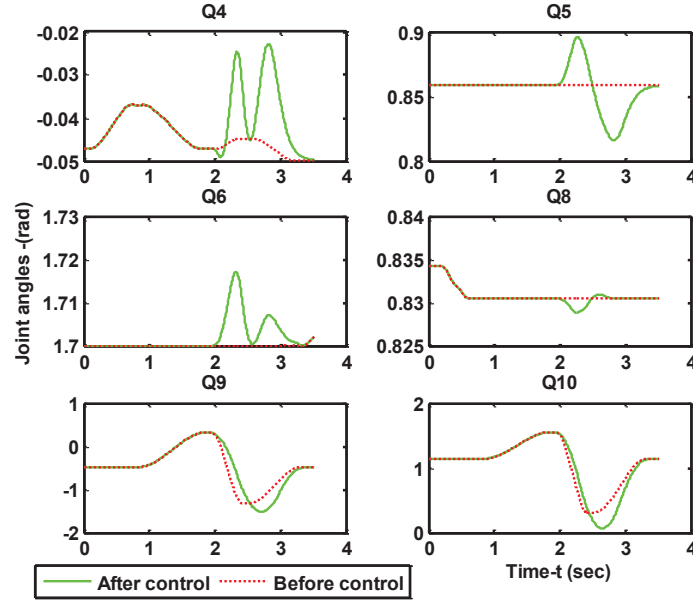 Q4
Q5
-0.02
-0.03
-0.04
-0.05
0 1 2 3 4
0.9
0.85
0.8
0 1 2 3 4
Q6
Q8
1.73
1.72
1.71
1.7
0 1 2 3 4
0.84
0.835
0.83
0.825
0 1 2 3 4
Joint angles -(rad)
Q9
Q10
1
0
-1
-2
0 1 2 3 4
2
1
0
0 1 2 3 4
Time-t (sec)
After control
Before control